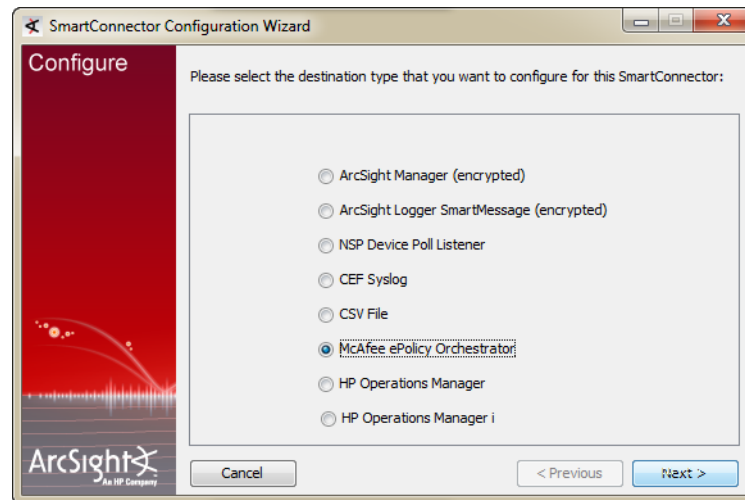 SmartConnector Configuration Wizard
Configure
Please select the destination type that you want to configure for this SmartConnector:
ArcSight Manager (encrypted)
ArcSight Logger SmartMessage (encrypted)
NSP Device Poll Listener
CEF Syslog
CSV File
McAfee ePolicy Orchestrator
HP Operations Manager
HP Operations Manager i
ArcSight
An HP Company
Cancel
< Previous
Next >